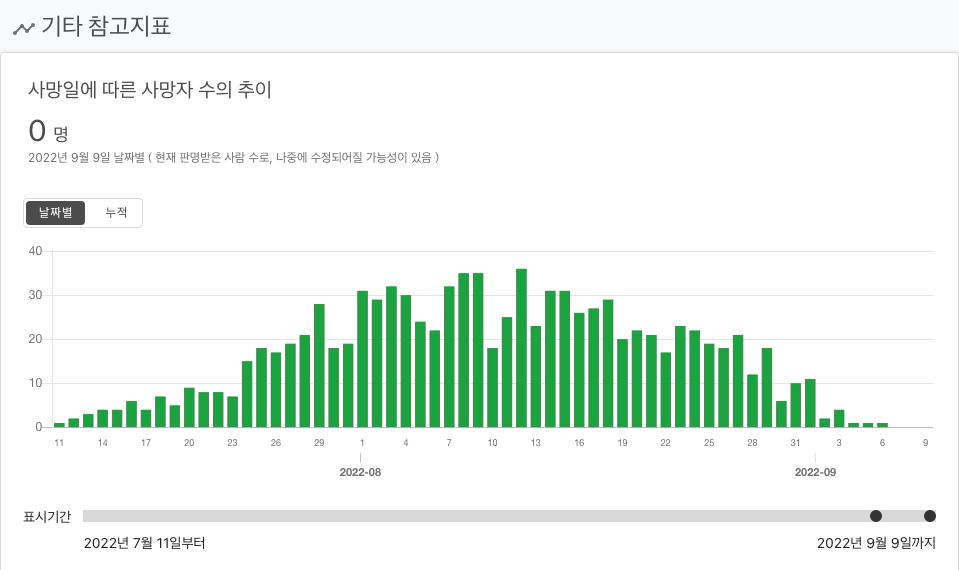 기타 참고지표
사망일에 따른 사망자 수의 추이
0 명
2022년 9월 9일 날짜별 ( 현재 판명받은 사람 수로, 나중에 수정되어질 가능성이 있음 )
날짜별 누적
40
30
20
10
0
11 14 17 20 23 26 29 1 4 7 10 13 16 19 22 25 28 31 3 6 9
2022-08 2022-09
표시기간
2022년 7월 11일부터 2022년 9월 9일까지